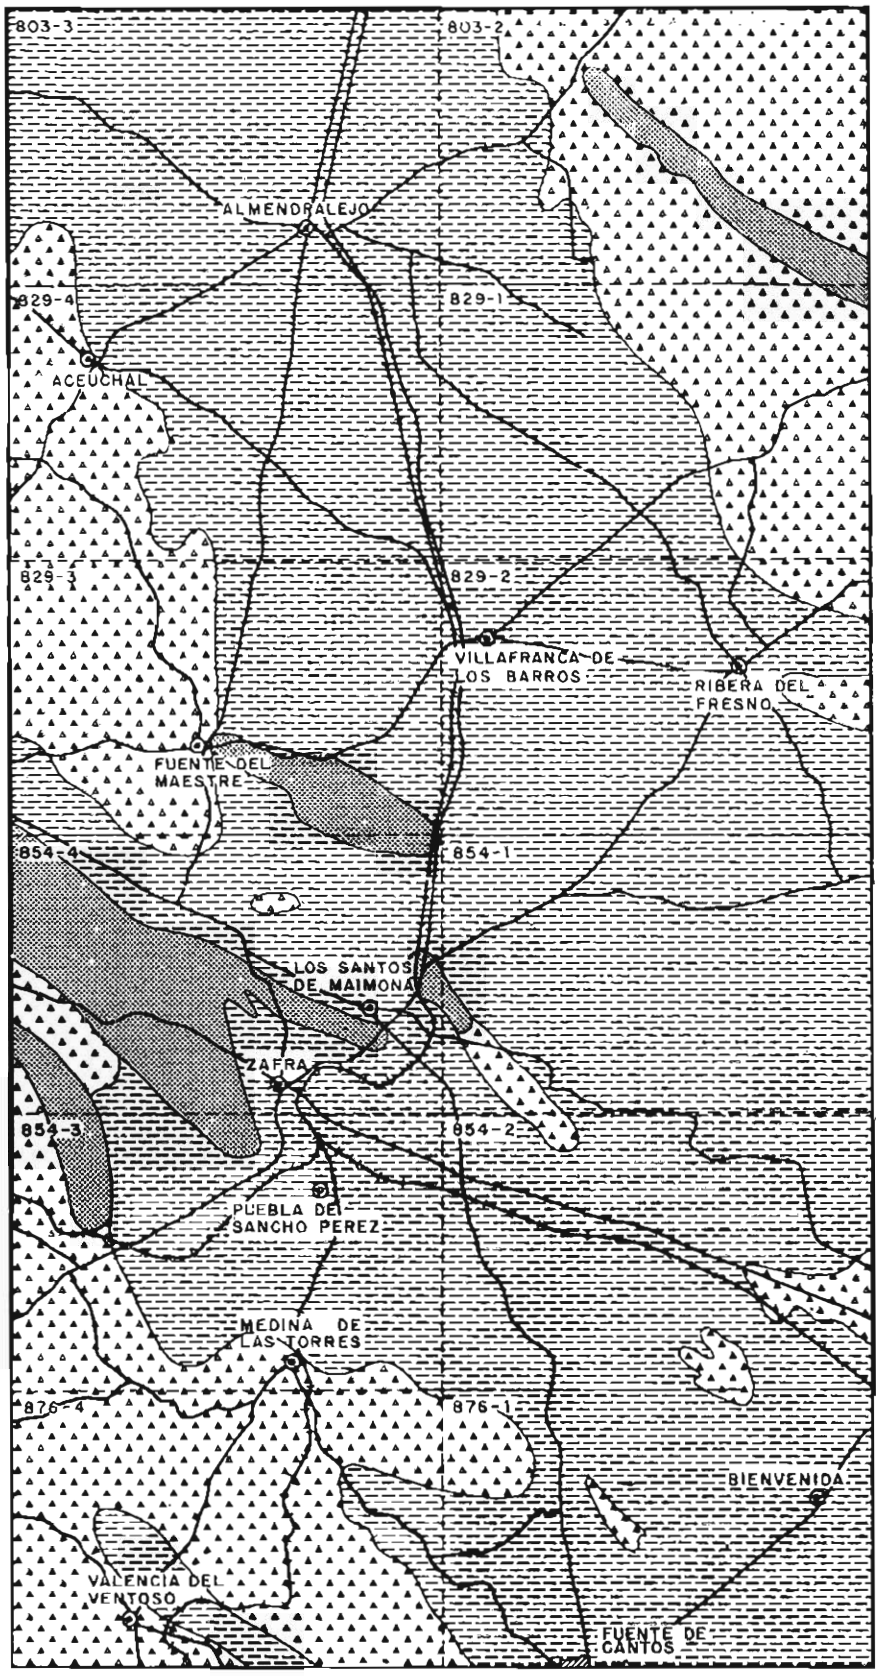 803-3
803-2
ALMENDRALEJO
829-4
829-1
ACEUCHAL
829-3
829-2
VILLAFRANCA DE
LOS BARROS
RIBERA DEL
FRESNO
FUENTE DEL
MAESTRE
854-4
854-1
LOS SANTOS
DE MAIMONA
ZAFRA
854-3
854-2
PUEBLA DE
SANCHO PEREZ
MEDINA DE
LAS TORRES
876-4
876-1
BIENVENIDA
VALENCIA DEL
VENTOSO
FUENTE DE
CANTOS